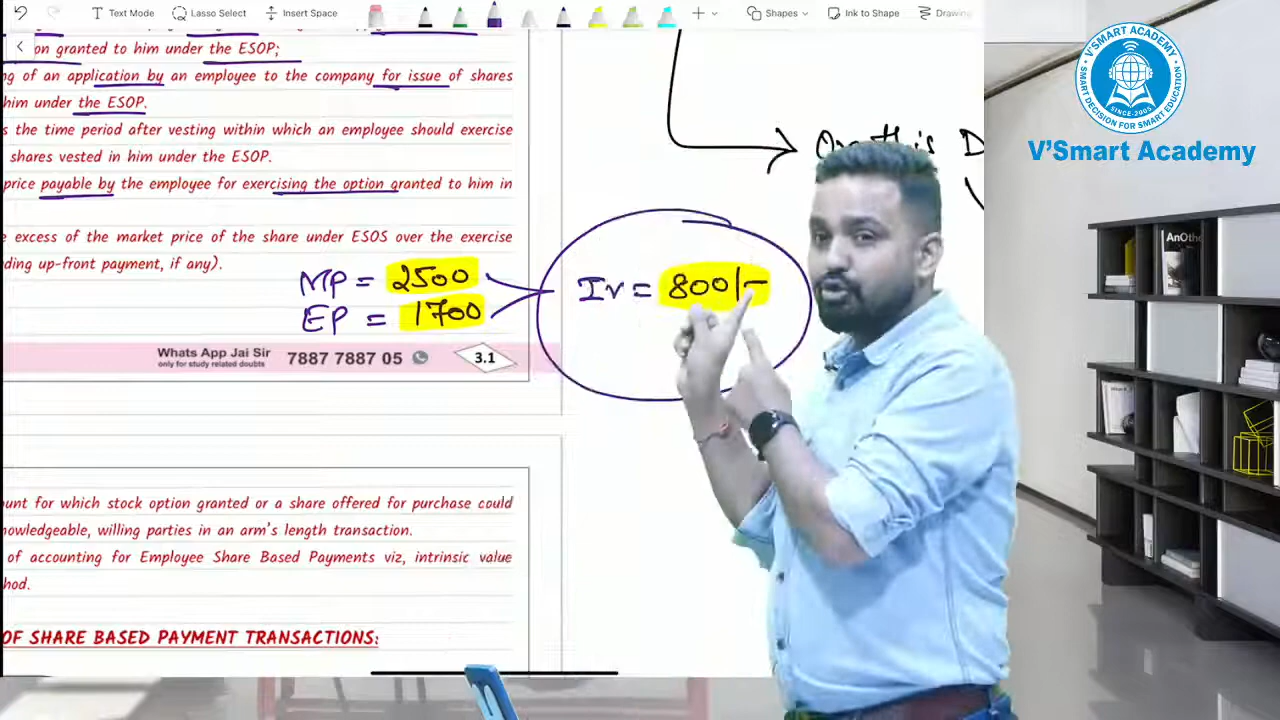 Text Mode Lasso Select Insert Space Shapes Ink to Shape Drawing
on granted to him under the ESOP;
ng of an application by an employee to the company for issue of shares
him under the ESOP.
s the time period after vesting within which an employee should exercise
shares vested in him under the ESOP.
price payable by the employee for exercising the option granted to him in
e excess of the market price of the share under ESOS over the exercise
ding up-front payment, if any).
MP = 2500
EP = 1700
IV = 800/-
Whats App Jai Sir
only for study related doubts
7887 7887 05
3.1
ount for which stock option granted or a share offered for purchase could
nowledgeable, willing parties in an arm's length transaction.
of accounting for Employee Share Based Payments viz, intrinsic value
hod.
OF SHARE BASED PAYMENT TRANSACTIONS:
D
V'SMART ACADEMY
SMART DECISION FOR SMART EDUCATION
SINCE-2005
V'Smart Academy
AnOthe